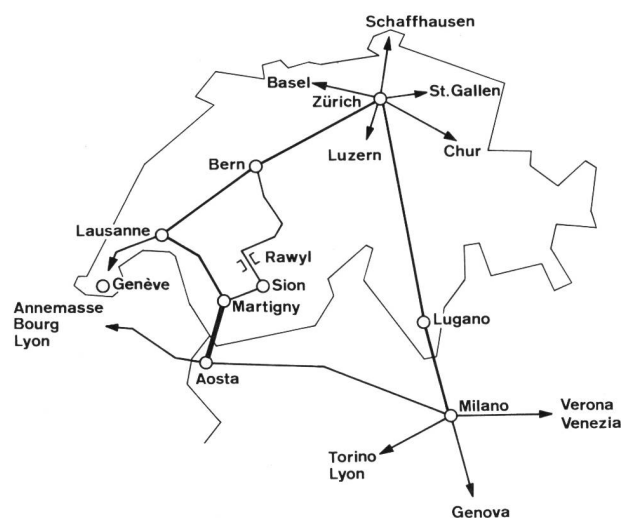 Schaffhausen
Basel
St.Gallen
Zürich
Luzern
Chur
Bern
Lausanne
Rawyl
Genève
Sion
Martigny
Annemasse
Bourg
Lyon
Lugano
Aosta
Milano
Verona
Venezia
Torino
Lyon
Genova